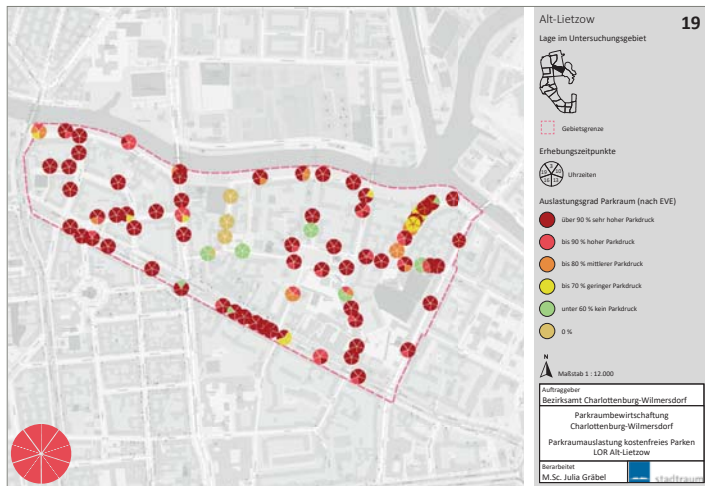 Alt-Lietzow
19
Lage im Untersuchungsgebiet
Gebietsgrenze
Erhebungszeitpunkte
Uhrzeiten
Auslastungsgrad Parkraum (nach EVE)
über 90 % sehr hoher Parkdruck
bis 90 % hoher Parkdruck
bis 80 % mittlerer Parkdruck
bis 70 % geringer Parkdruck
unter 60 % kein Parkdruck
0 %
N
Maßstab 1 : 12.000
Auftraggeber
Bezirksamt Charlottenburg-Wilmersdorf
Parkraumbewirtschaftung
Charlottenburg-Wilmersdorf
Parkraumauslastung kostenfreies Parken
LOR Alt-Lietzow
Berarbeitet
M.Sc. Julia Gräbel
stadtraum